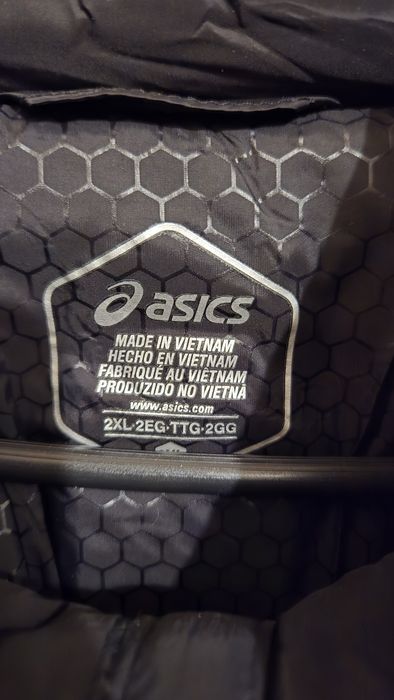 asics
MADE IN VIETNAM
HECHO EN VIETNAM
FABRIQUÉ AU VIÊTNAM
PRODUZIDO NO VIETNÃ
www.asics.com
2XL·2EG·TTG·2GG